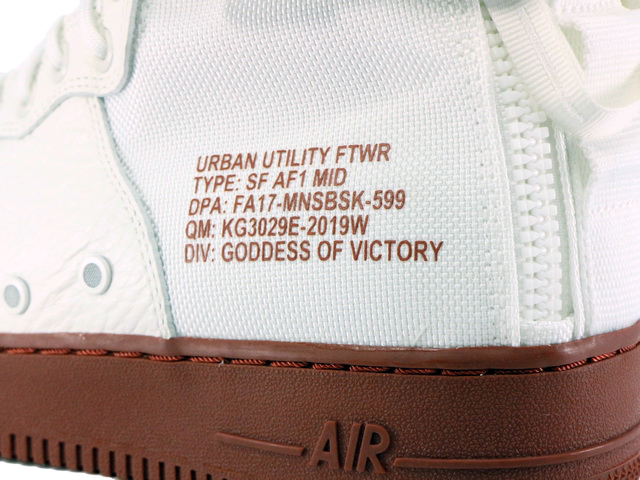 URBAN UTILITY FTWR
TYPE: SF AF1 MID
DPA: FA17-MNSBSK-599
QM: KG3029E-2019W
DIV: GODDESS OF VICTORY
AIR